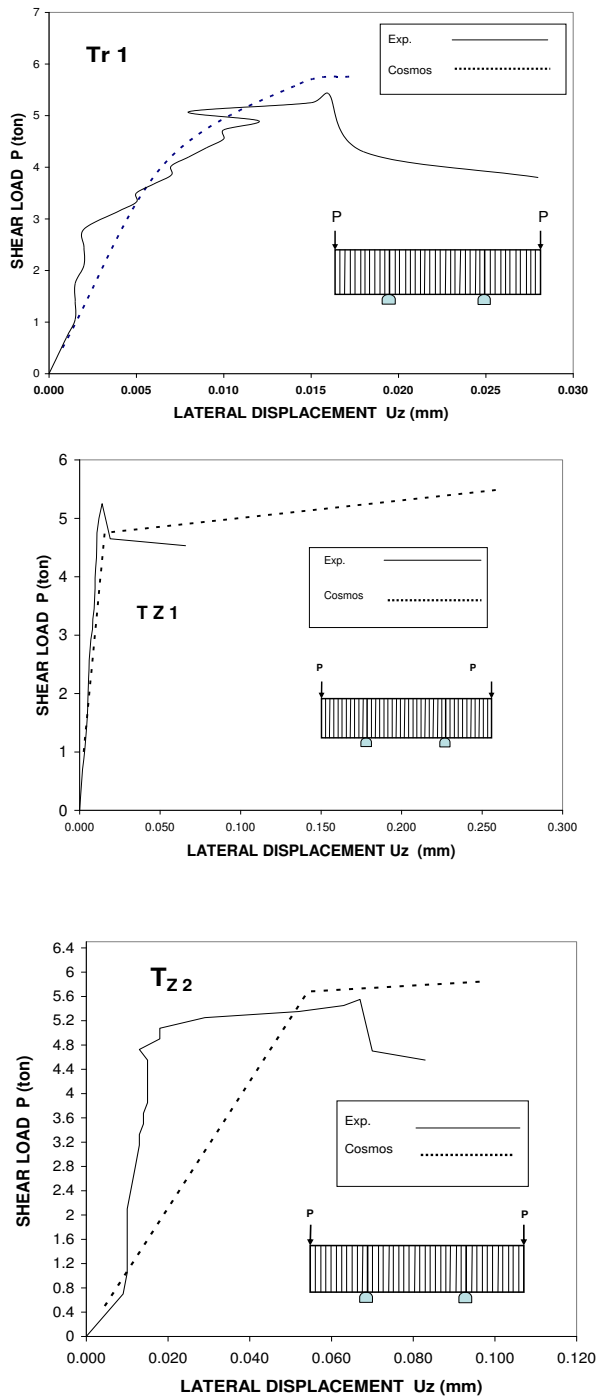 7
6
5
4
3
2
1
0
SHEAR LOAD P (ton)
Tr 1
Exp.
Cosmos
P P
0.000 0.005 0.010 0.015 0.020 0.025 0.030
LATERAL DISPLACEMENT Uz (mm)
6
5
4
3
2
1
0
SHEAR LOAD P (ton)
T Z 1
Exp.
Cosmos
P P
0.000 0.050 0.100 0.150 0.200 0.250 0.300
LATERAL DISPLACEMENT Uz (mm)
6.4
6
5.6
5.2
4.8
4.4
4
3.6
3.2
2.8
2.4
2
1.6
1.2
0.8
0.4
0
SHEAR LOAD P (ton)
TZ 2
Exp.
Cosmos
P P
0.000 0.020 0.040 0.060 0.080 0.100 0.120
LATERAL DISPLACEMENT Uz (mm)